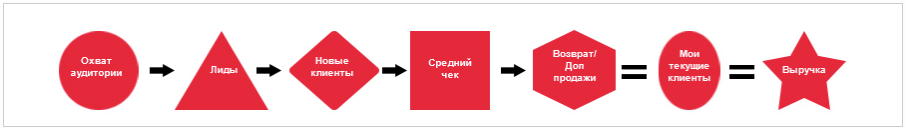 Охват
аудитории
Лиды
Новые
клиенты
Средний
чек
Возврат/
Доп
продажи
Мои
текущие
клиенты
Выручка